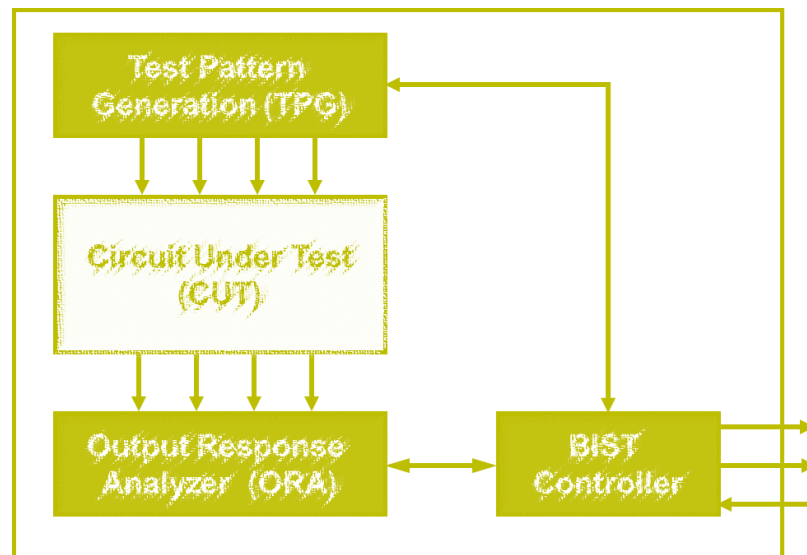 Test Pattern
Generation (TPG)
Circuit Under Test
(CUT)
Output Response
Analyzer (ORA)
BIST
Controller